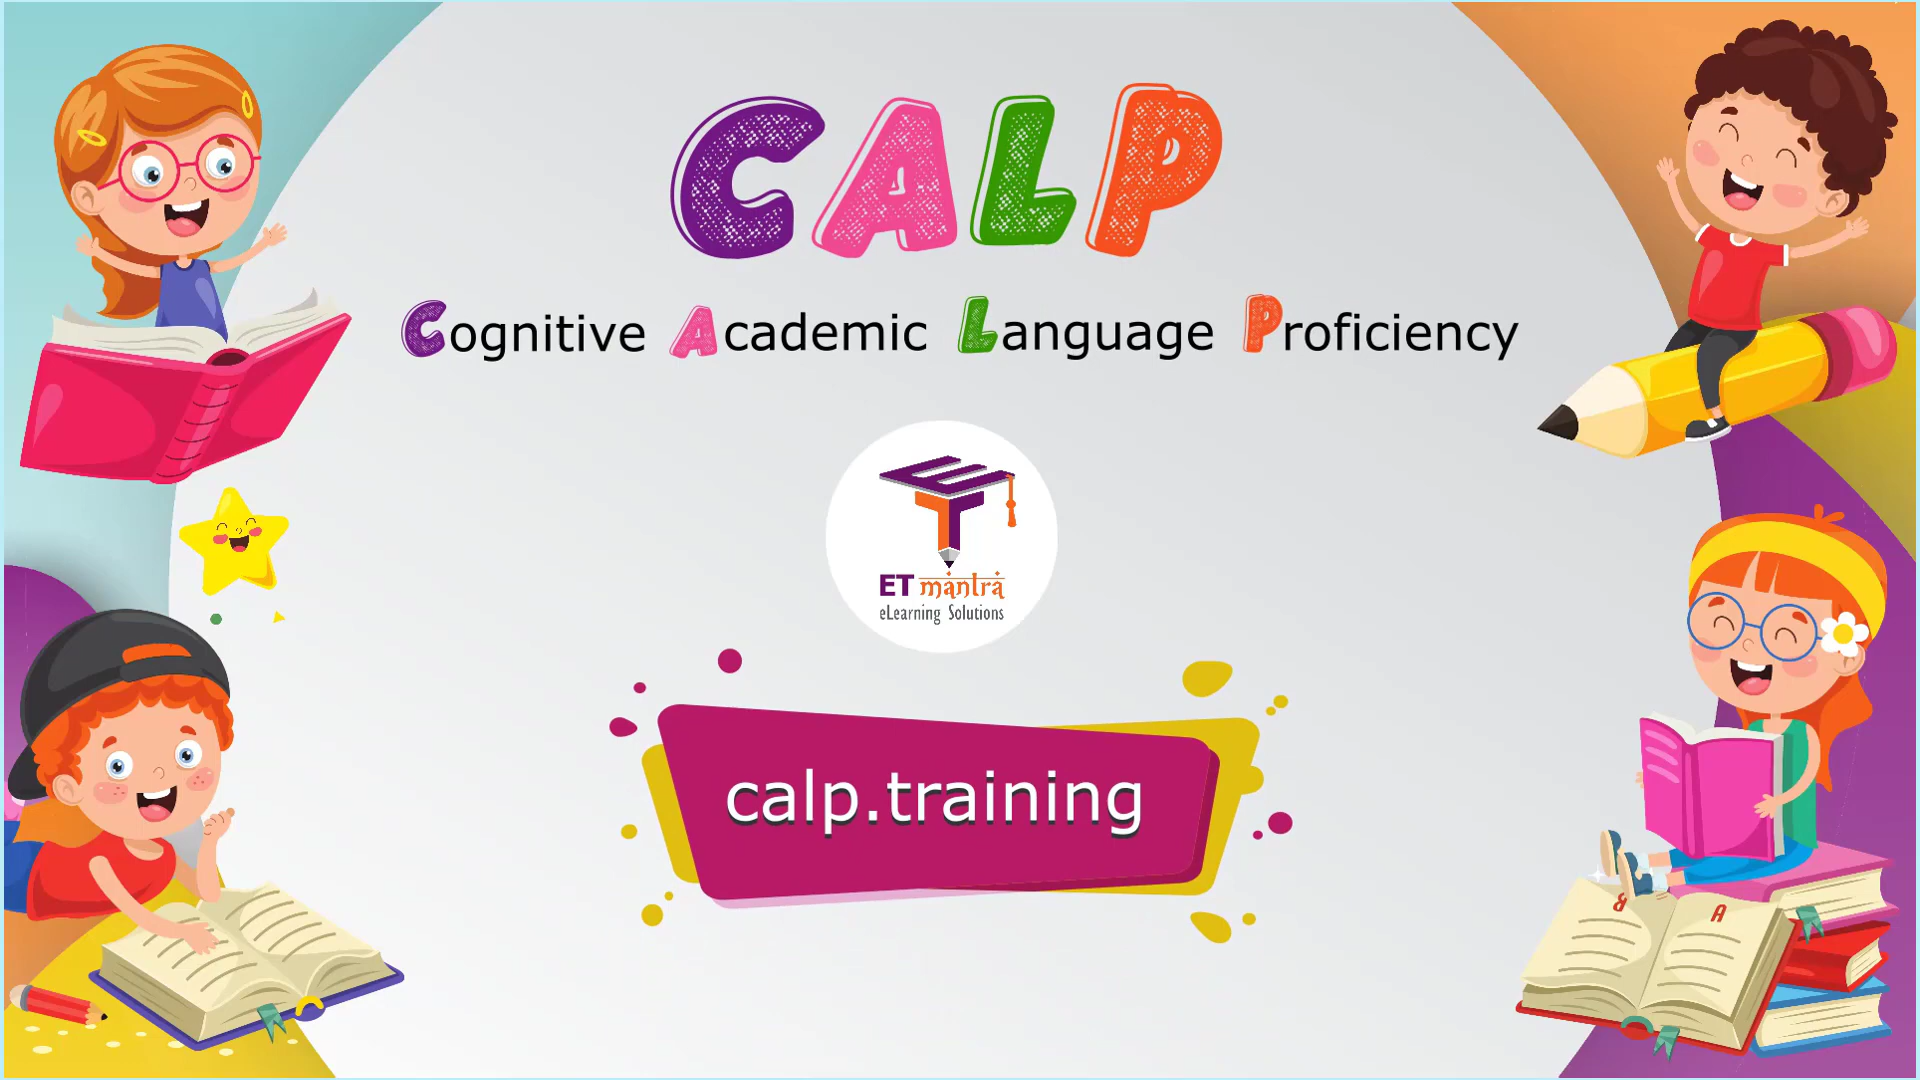 CALP
Cognitive Academic Language Proficiency
ET mantra
eLearning Solutions
calp.training
B A